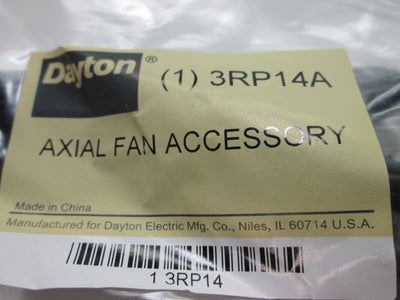 Dayton® (1) 3RP14A
AXIAL FAN ACCESSORY
Made in China
Manufactured for Dayton Electric Mfg. Co., Niles, IL 60714 U.S.A.
1 3RP14